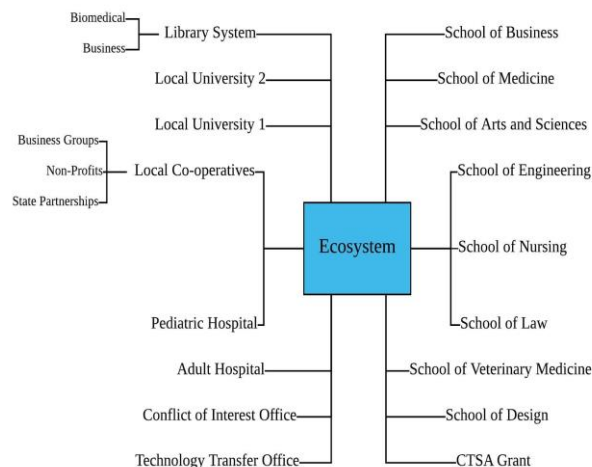 Biomedical
Business
Library System
Local University 2
Local University 1
Business Groups
Non-Profits
State Partnerships
Local Co-operatives
Pediatric Hospital
Adult Hospital
Conflict of Interest Office
Technology Transfer Office
Ecosystem
School of Business
School of Medicine
School of Arts and Sciences
School of Engineering
School of Nursing
School of Law
School of Veterinary Medicine
School of Design
CTSA Grant